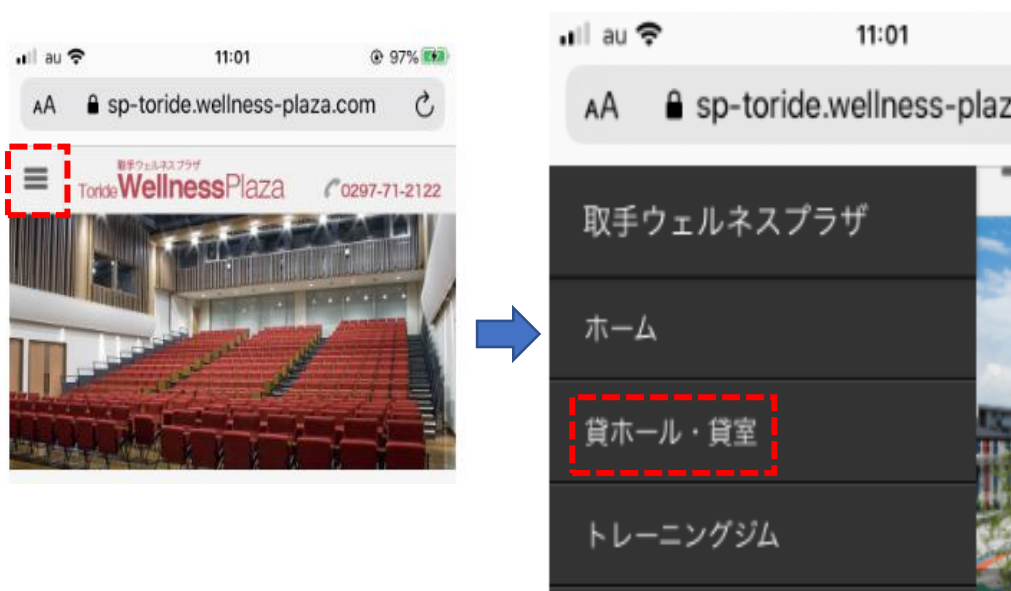 au 11:01 97%
AA sp-toride.wellness-plaza.com
取手ウェルネスプラザ
Toride WellnessPlaza 0297-71-2122
au 11:01
AA sp-toride.wellness-plaz
取手ウェルネスプラザ
ホーム
貸ホール・貸室
トレーニングジム